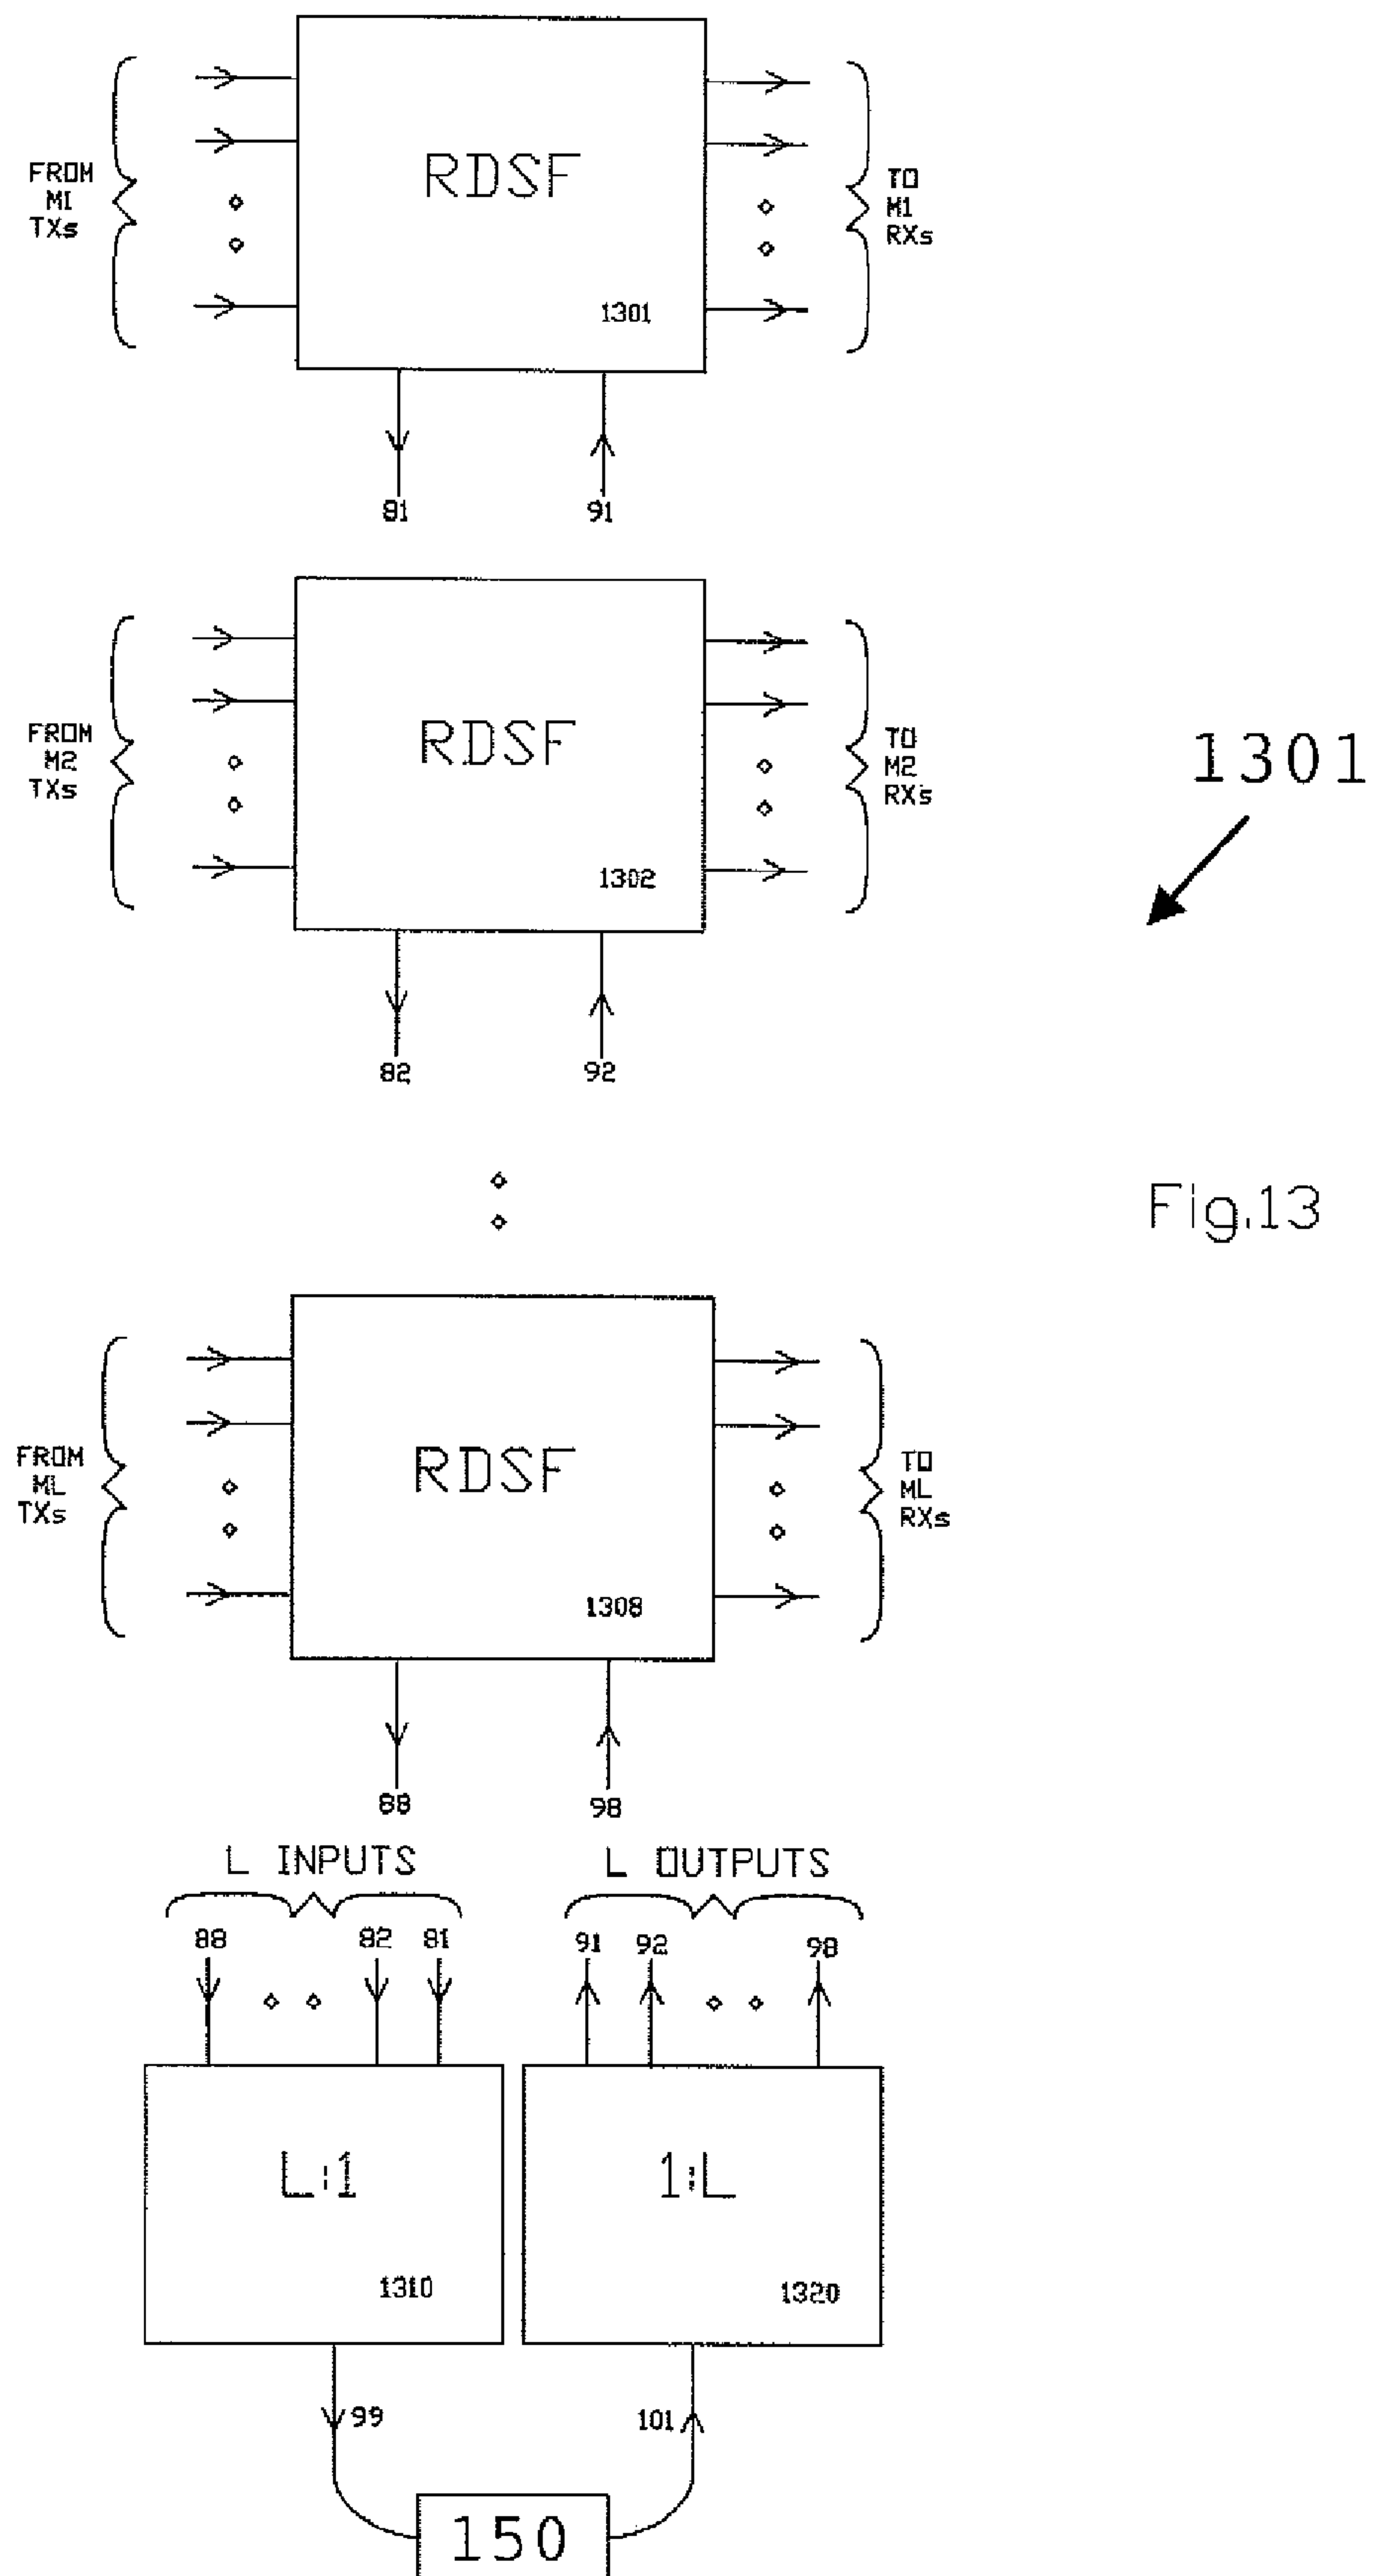 FROM
M1
TXs
RDSF
1301
TO
M1
RXs
81
91
FROM
M2
TXs
RDSF
1302
TO
M2
RXs
82
92
1301
Fig.13
FROM
ML
TXs
RDSF
1308
TO
ML
RXs
88
98
L INPUTS
L OUTPUTS
88
82
81
91
92
98
L:1
1310
1:L
1320
99
101
150